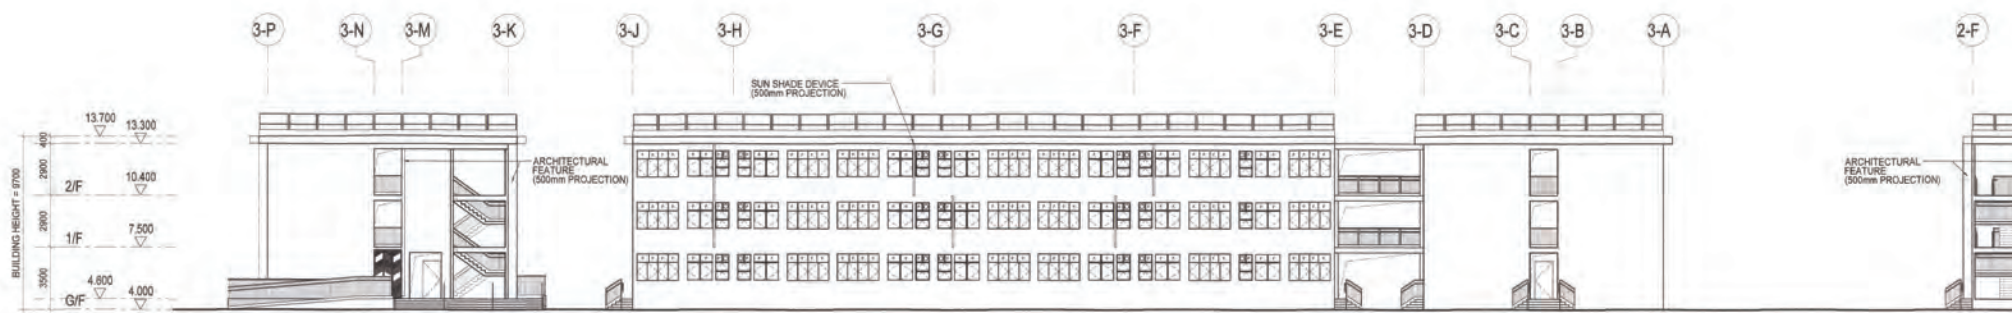 3-P 3-N 3-M 3-K 3-J 3-H 3-G 3-F 3-E 3-D 3-C 3-B 3-A 2-F
SUN SHADE DEVICE
(500mm PROJECTION)
13.700
13.300
400
ARCHITECTURAL
FEATURE
(500mm PROJECTION)
ARCHITECTURAL
FEATURE
(500mm PROJECTION)
2900
2/F
10.400
2900
1/F
7.500
BUILDING HEIGHT = 9700
3500
4.600
G/F
4.000